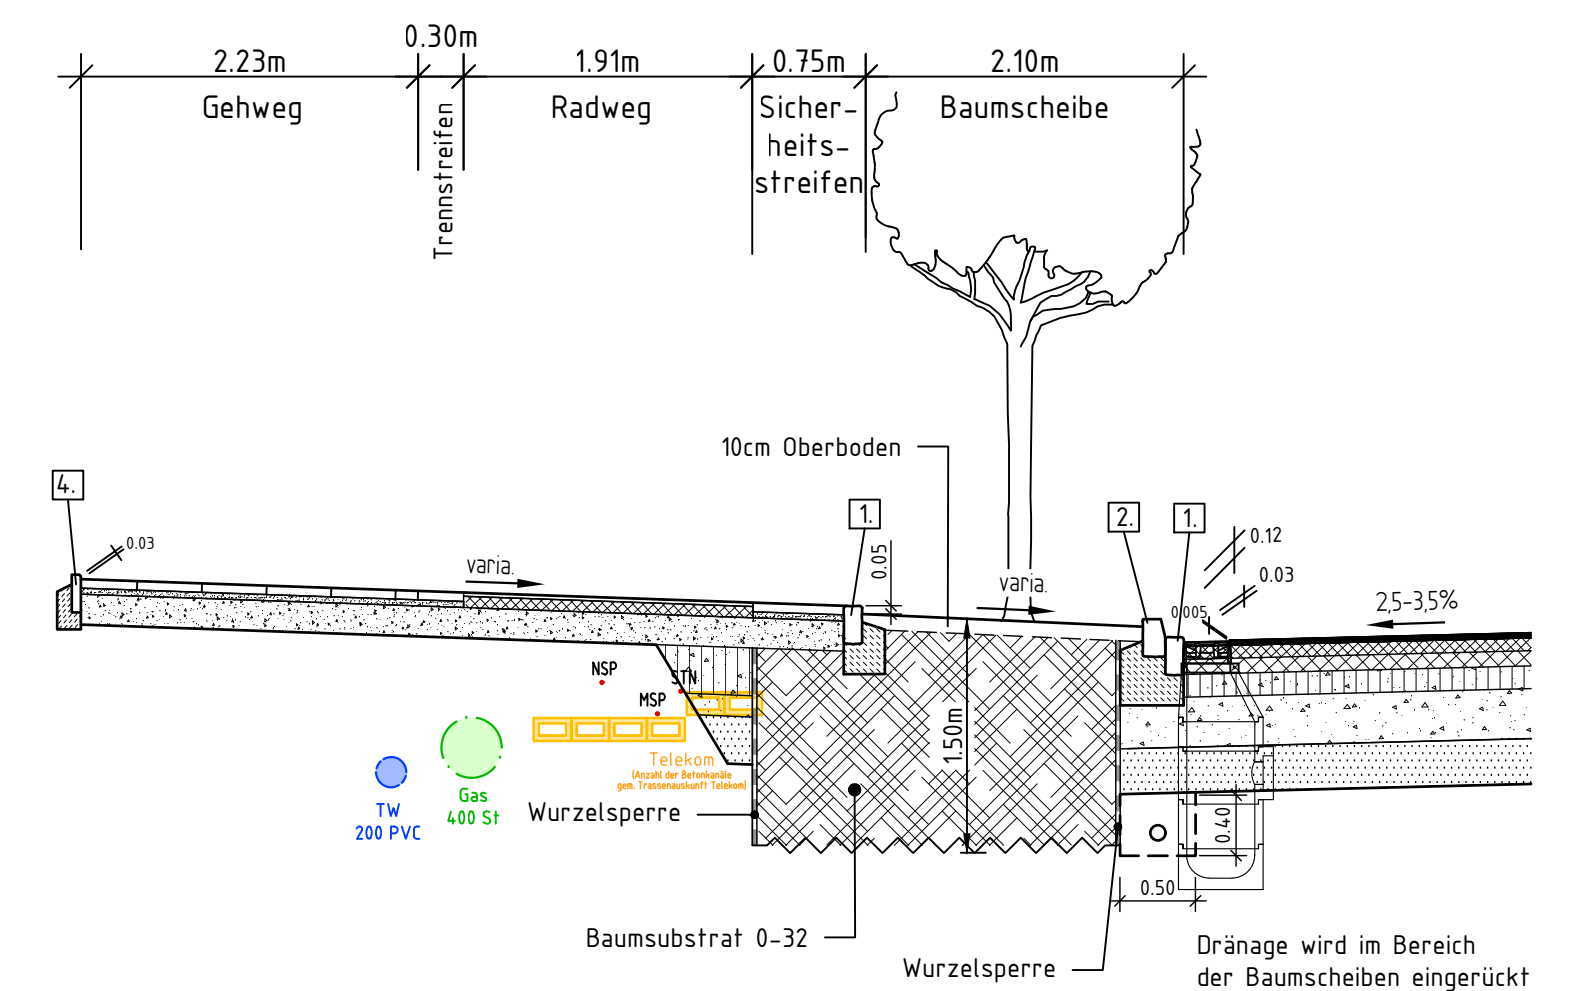 0.30m
2.23m
1.91m
0.75m
2.10m
Gehweg
Trennstreifen
Radweg
Sicher-
heits-
streifen
Baumscheibe
10cm Oberboden
4.
1.
2.
1.
0.03
varia.
0.05
varia.
0.12
0.03
0.005
2,5-3,5%
NSP
STN
MSP
1.50m
Telekom
(Anzahl der Betonkanäle
gem. Trassenauskunft Telekom)
TW
200 PVC
Gas
400 St
Wurzelsperre
0.40
0.50
Baumsubstrat 0-32
Wurzelsperre
Dränage wird im Bereich
der Baumscheiben eingerückt